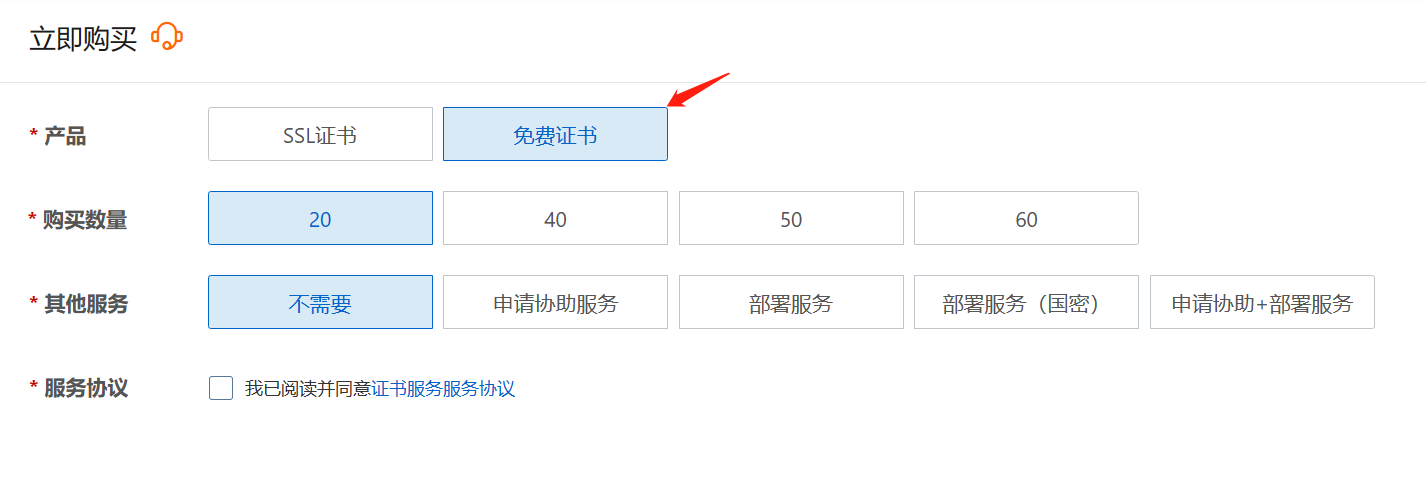 立即购买
* 产品 SSL证书 免费证书
* 购买数量 20 40 50 60
* 其他服务 不需要 申请协助服务 部署服务 部署服务（国密） 申请协助+部署服务
* 服务协议 我已阅读并同意证书服务服务协议